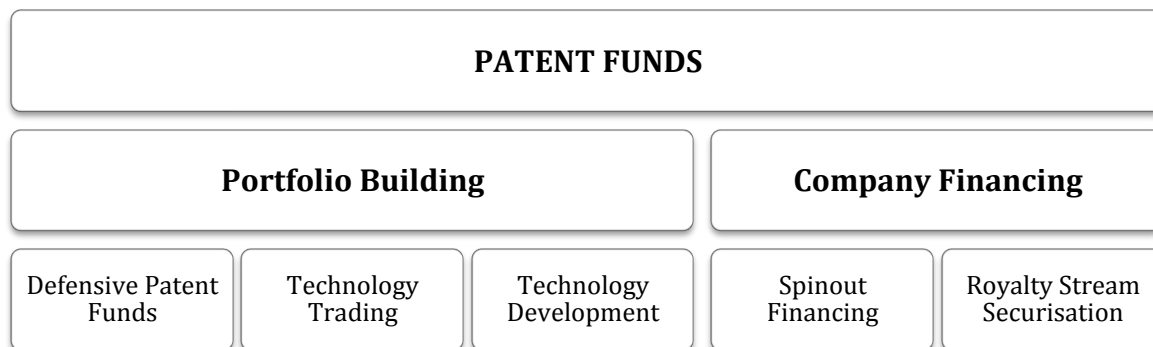 PATENT FUNDS
Portfolio Building
Company Financing
Defensive Patent
Funds
Technology
Trading
Technology
Development
Spinout
Financing
Royalty Stream
Securisation